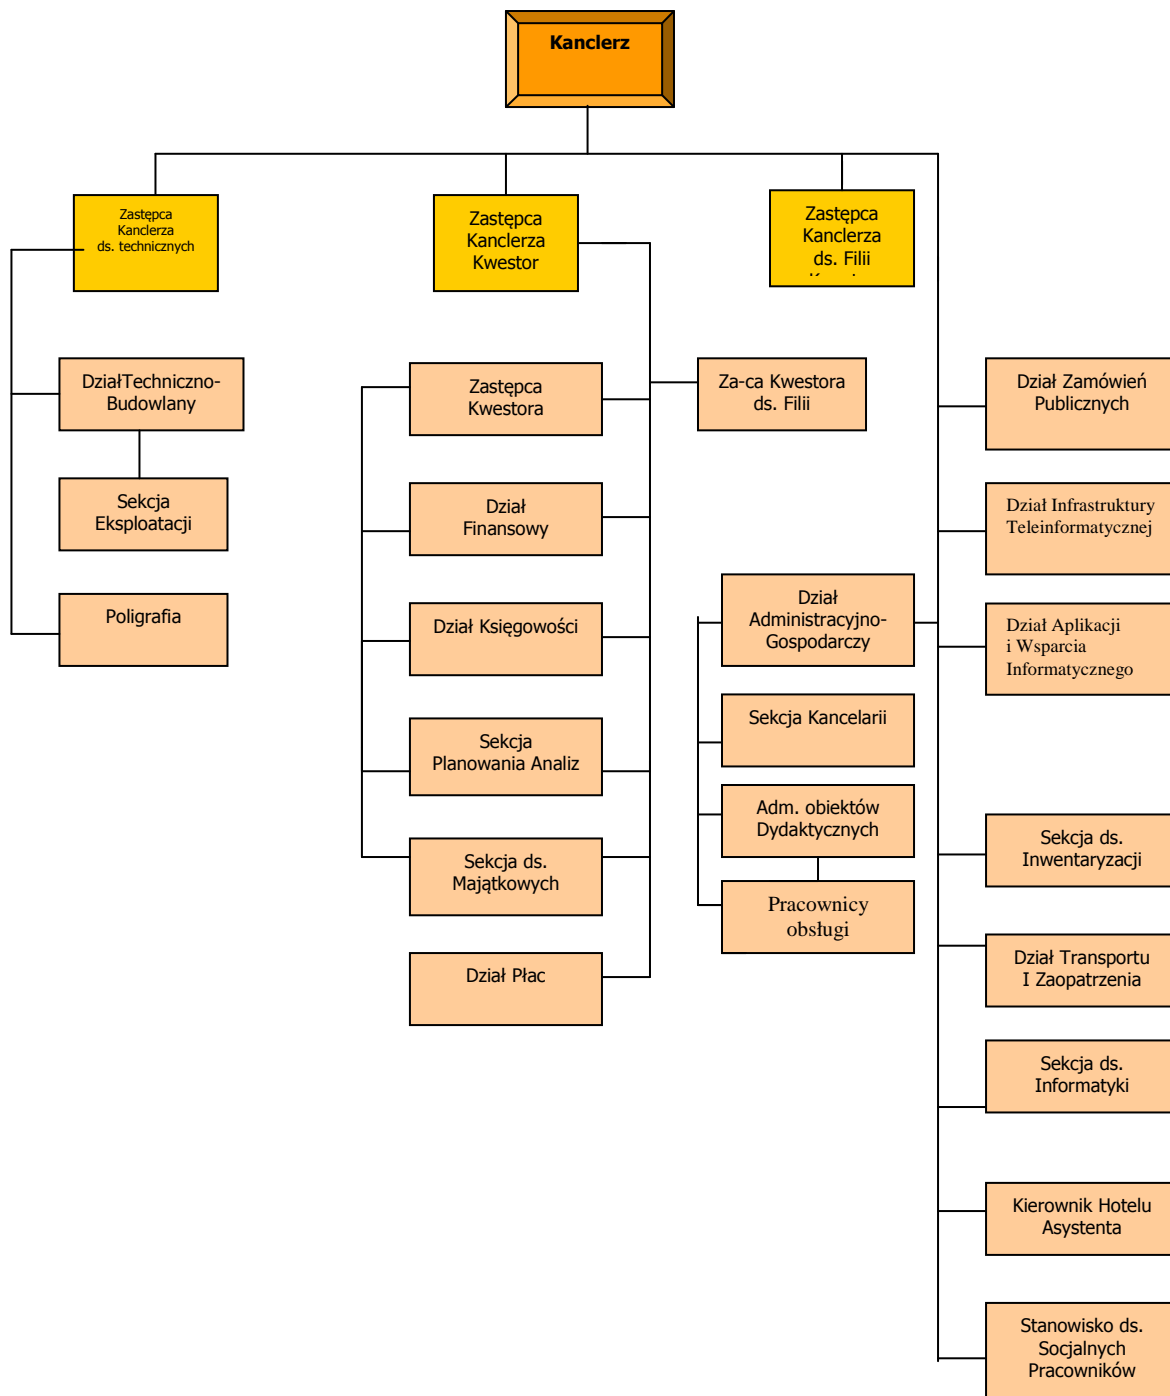 Kanclerz
Zastępca
Kanclerza
ds. technicznych
Zastępca
Kanclerza
Kwestor
Zastępca
Kanclerza
ds. Filii
DziałTechniczno-
Budowlany
Sekcja
Eksploatacji
Poligrafia
Zastępca
Kwestora
Dział
Finansowy
Dział Księgowości
Sekcja
Planowania Analiz
Sekcja ds.
Majątkowych
Dział Płac
Za-ca Kwestora
ds. Filii
Dział
Administracyjno-
Gospodarczy
Sekcja Kancelarii
Adm. obiektów
Dydaktycznych
Pracownicy
obsługi
Dział Zamówień
Publicznych
Dział Infrastruktury
Teleinformatycznej
Dział Aplikacji
i Wsparcia
Informatycznego
Sekcja ds.
Inwentaryzacji
Dział Transportu
I Zaopatrzenia
Sekcja ds.
Informatyki
Kierownik Hotelu
Asystenta
Stanowisko ds.
Socjalnych
Pracowników